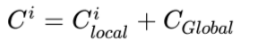 C^i = C^i_{local} + C_{Global}